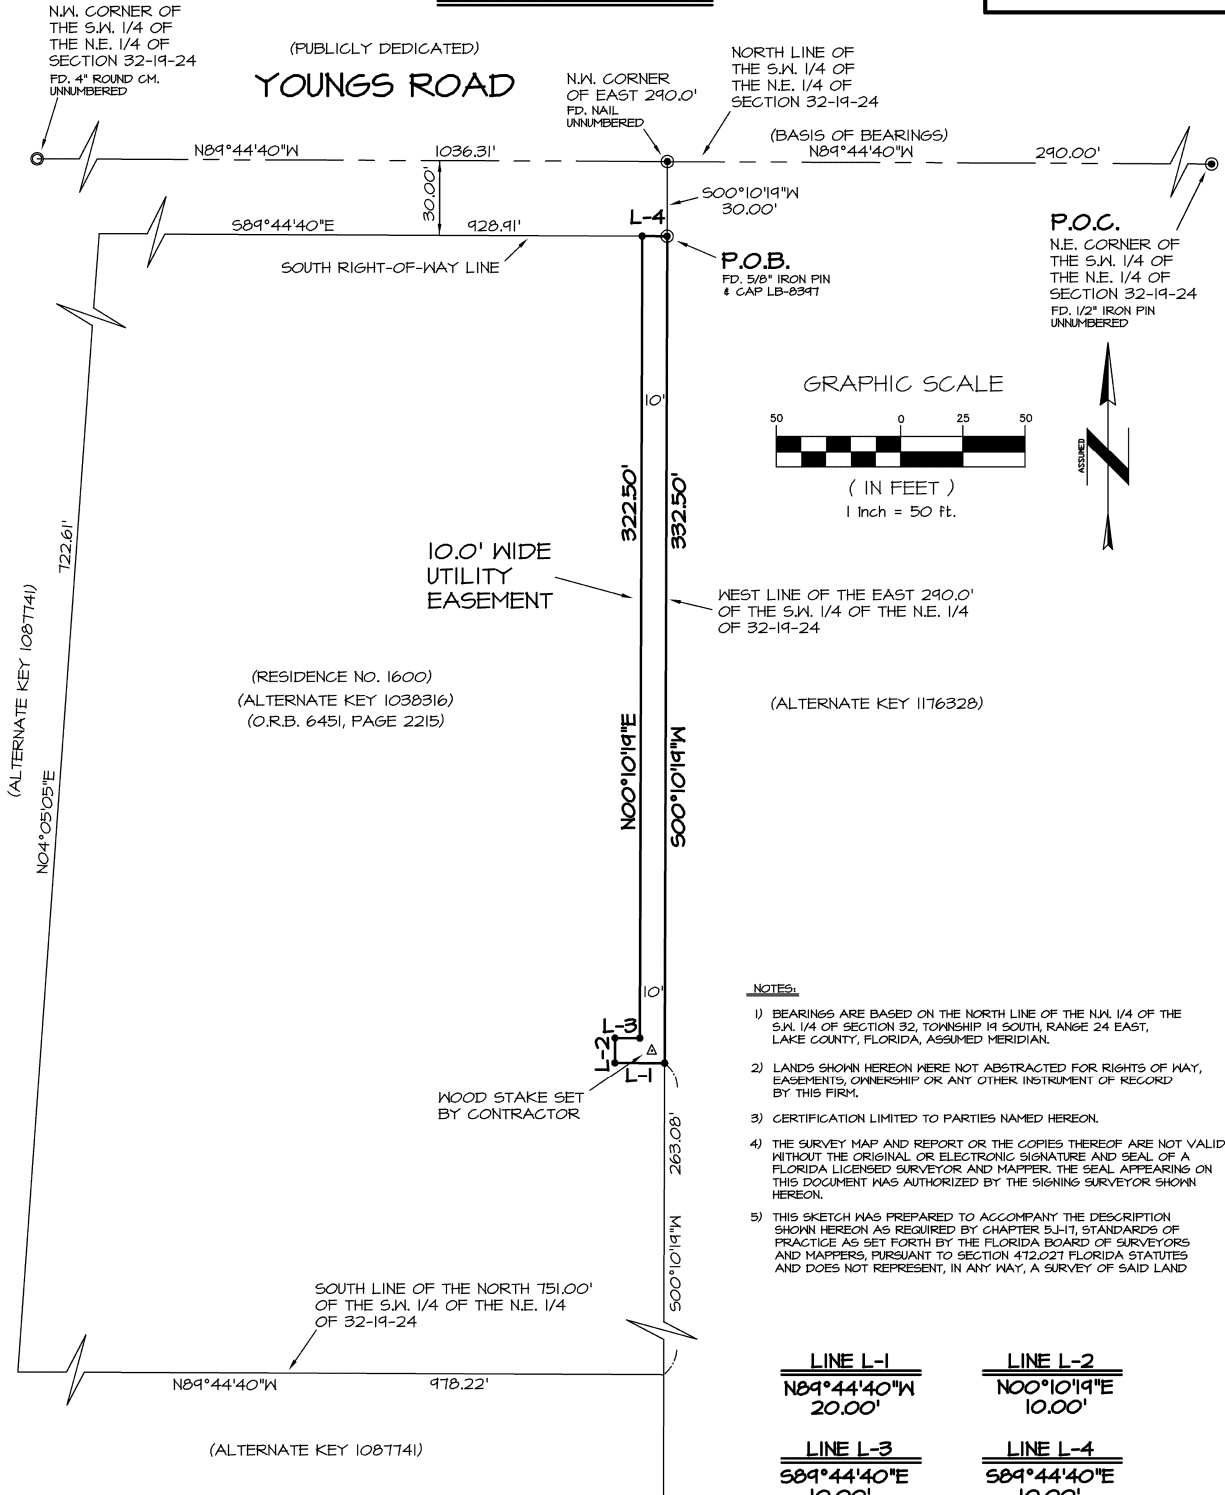 N.W. CORNER OF
THE S.W. 1/4 OF
THE N.E. 1/4 OF
SECTION 32-19-24
FD. 4" ROUND CM.
UNNUMBERED
(PUBLICLY DEDICATED)
YOUNGS ROAD
N.W. CORNER
OF EAST 290.0'
FD. NAIL
UNNUMBERED
NORTH LINE OF
THE S.W. 1/4 OF
THE N.E. 1/4 OF
SECTION 32-19-24
(BASIS OF BEARINGS)
N89°44'40"W
1036.31'
N89°44'40"W
290.00'
30.00'
S00°10'19"W
30.00'
L-4
S89°44'40"E
928.91'
SOUTH RIGHT-OF-WAY LINE
P.O.B.
FD. 5/8" IRON PIN
& CAP LB-8397
P.O.C.
N.E. CORNER OF
THE S.W. 1/4 OF
THE N.E. 1/4 OF
SECTION 32-19-24
FD. 1/2" IRON PIN
UNNUMBERED
GRAPHIC SCALE
50 0 25 50
( IN FEET )
1 inch = 50 ft.
ASSUMED
10'
322.50'
332.50'
10.0' WIDE
UTILITY
EASEMENT
WEST LINE OF THE EAST 290.0'
OF THE S.W. 1/4 OF THE N.E. 1/4
OF 32-19-24
722.61'
(ALTERNATE KEY 1087741)
N04°05'05"E
(RESIDENCE NO. 1600)
(ALTERNATE KEY 1038316)
(O.R.B. 6451, PAGE 2215)
(ALTERNATE KEY 1176328)
N00°10'19"E
S00°10'19"W
10'
L-3
L-2
L-1
WOOD STAKE SET
BY CONTRACTOR
263.08'
S00°10'19"W
NOTES:
1) BEARINGS ARE BASED ON THE NORTH LINE OF THE N.W. 1/4 OF THE
S.W. 1/4 OF SECTION 32, TOWNSHIP 19 SOUTH, RANGE 24 EAST,
LAKE COUNTY, FLORIDA, ASSUMED MERIDIAN.
2) LANDS SHOWN HEREON WERE NOT ABSTRACTED FOR RIGHTS OF WAY,
EASEMENTS, OWNERSHIP OR ANY OTHER INSTRUMENT OF RECORD
BY THIS FIRM.
3) CERTIFICATION LIMITED TO PARTIES NAMED HEREON.
4) THE SURVEY MAP AND REPORT OR THE COPIES THEREOF ARE NOT VALID
WITHOUT THE ORIGINAL OR ELECTRONIC SIGNATURE AND SEAL OF A
FLORIDA LICENSED SURVEYOR AND MAPPER. THE SEAL APPEARING ON
THIS DOCUMENT WAS AUTHORIZED BY THE SIGNING SURVEYOR SHOWN
HEREON.
5) THIS SKETCH WAS PREPARED TO ACCOMPANY THE DESCRIPTION
SHOWN HEREON AS REQUIRED BY CHAPTER 5J-17, STANDARDS OF
PRACTICE AS SET FORTH BY THE FLORIDA BOARD OF SURVEYORS
AND MAPPERS, PURSUANT TO SECTION 472.027 FLORIDA STATUTES
AND DOES NOT REPRESENT, IN ANY WAY, A SURVEY OF SAID LAND
SOUTH LINE OF THE NORTH 751.00'
OF THE S.W. 1/4 OF THE N.E. 1/4
OF 32-19-24
N89°44'40"W
978.22'
(ALTERNATE KEY 1087741)
LINE L-1
N89°44'40"W
20.00'
LINE L-2
N00°10'19"E
10.00'
LINE L-3
S89°44'40"E
10.00'
LINE L-4
S89°44'40"E
10.00'